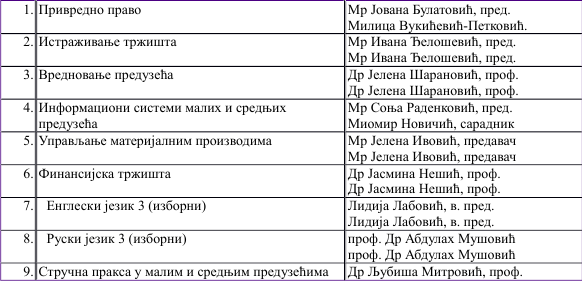 1. Привредно право Мр Јована Булатовић, пред.
Милица Вукићевић-Петковић.
2. Истраживање тржишта Мр Ивана Ђелошевић, пред.
Мр Ивана Ђелошевић, пред.
3. Вредновање предузећа Др Јелена Шарановић, проф.
Др Јелена Шарановић, проф.
4. Информациони системи малих и средњих Мр Соња Раденковић, пред.
предузећа Миомир Новичић, сарадник
5. Управљање материјалним производима Мр Јелена Ивовић, предавач
Мр Јелена Ивовић, предавач
6. Финансијска тржишта Др Јасмина Нешић, проф.
Др Јасмина Нешић, проф.
7. Енглески језик 3 (изборни) Лидија Лабовић, в. пред.
Лидија Лабовић, в. пред.
8. Руски језик 3 (изборни) проф. Др Абдулах Мушовић
проф. Др Абдулах Мушовић
9. Стручна пракса у малим и средњим предузећима Др Љубиша Митровић, проф.